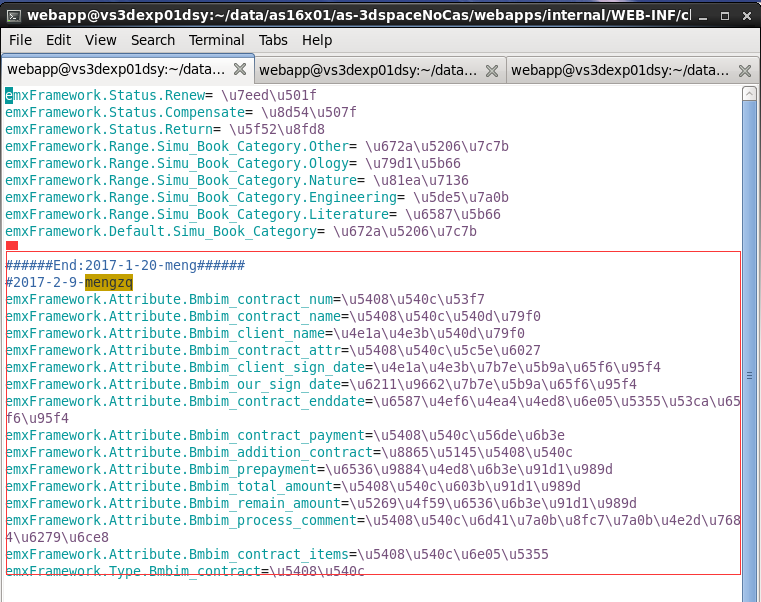 webapp@vs3dexp01dsy:~/data/as16x01/as-3dspaceNoCas/webapps/internal/WEB-INF/cl
File Edit View Search Terminal Tabs Help
webapp@vs3dexp01dsy:~/data... webapp@vs3dexp01dsy:~/data... webapp@vs3dexp01dsy:~/data...
emxFramework.Status.Renew= \u7eed\u501f
emxFramework.Status.Compensate= \u8d54\u507f
emxFramework.Status.Return= \u5f52\u8fd8
emxFramework.Range.Simu_Book_Category.Other= \u672a\u5206\u7c7b
emxFramework.Range.Simu_Book_Category.Ology= \u79d1\u5b66
emxFramework.Range.Simu_Book_Category.Nature= \u81ea\u7136
emxFramework.Range.Simu_Book_Category.Engineering= \u5de5\u7a0b
emxFramework.Range.Simu_Book_Category.Literature= \u6587\u5b66
emxFramework.Default.Simu_Book_Category= \u672a\u5206\u7c7b
######End:2017-1-20-meng######
#2017-2-9-mengzq
emxFramework.Attribute.Bmbim_contract_num=\u5408\u540c\u53f7
emxFramework.Attribute.Bmbim_contract_name=\u5408\u540c\u540d\u79f0
emxFramework.Attribute.Bmbim_client_name=\u4e1a\u4e3b\u540d\u79f0
emxFramework.Attribute.Bmbim_contract_attr=\u5408\u540c\u5c5e\u6027
emxFramework.Attribute.Bmbim_client_sign_date=\u4e1a\u4e3b\u7b7e\u5b9a\u65f6\u95f4
emxFramework.Attribute.Bmbim_our_sign_date=\u6211\u9662\u7b7e\u5b9a\u65f6\u95f4
emxFramework.Attribute.Bmbim_contract_enddate=\u6587\u4ef6\u4ea4\u4ed8\u6e05\u5355\u53ca\u65
f6\u95f4
emxFramework.Attribute.Bmbim_contract_payment=\u5408\u540c\u56de\u6b3e
emxFramework.Attribute.Bmbim_addition_contract=\u8865\u5145\u5408\u540c
emxFramework.Attribute.Bmbim_prepayment=\u6536\u9884\u4ed8\u6b3e\u91d1\u989d
emxFramework.Attribute.Bmbim_total_amount=\u5408\u540c\u603b\u91d1\u989d
emxFramework.Attribute.Bmbim_remain_amount=\u5269\u4f59\u6536\u6b3e\u91d1\u989d
emxFramework.Attribute.Bmbim_process_comment=\u5408\u540c\u6d41\u7a0b\u8fc7\u7a0b\u4e2d\u768
4\u6279\u6ce8
emxFramework.Attribute.Bmbim_contract_items=\u5408\u540c\u6e05\u5355
emxFramework.Type.Bmbim_contract=\u5408\u540c